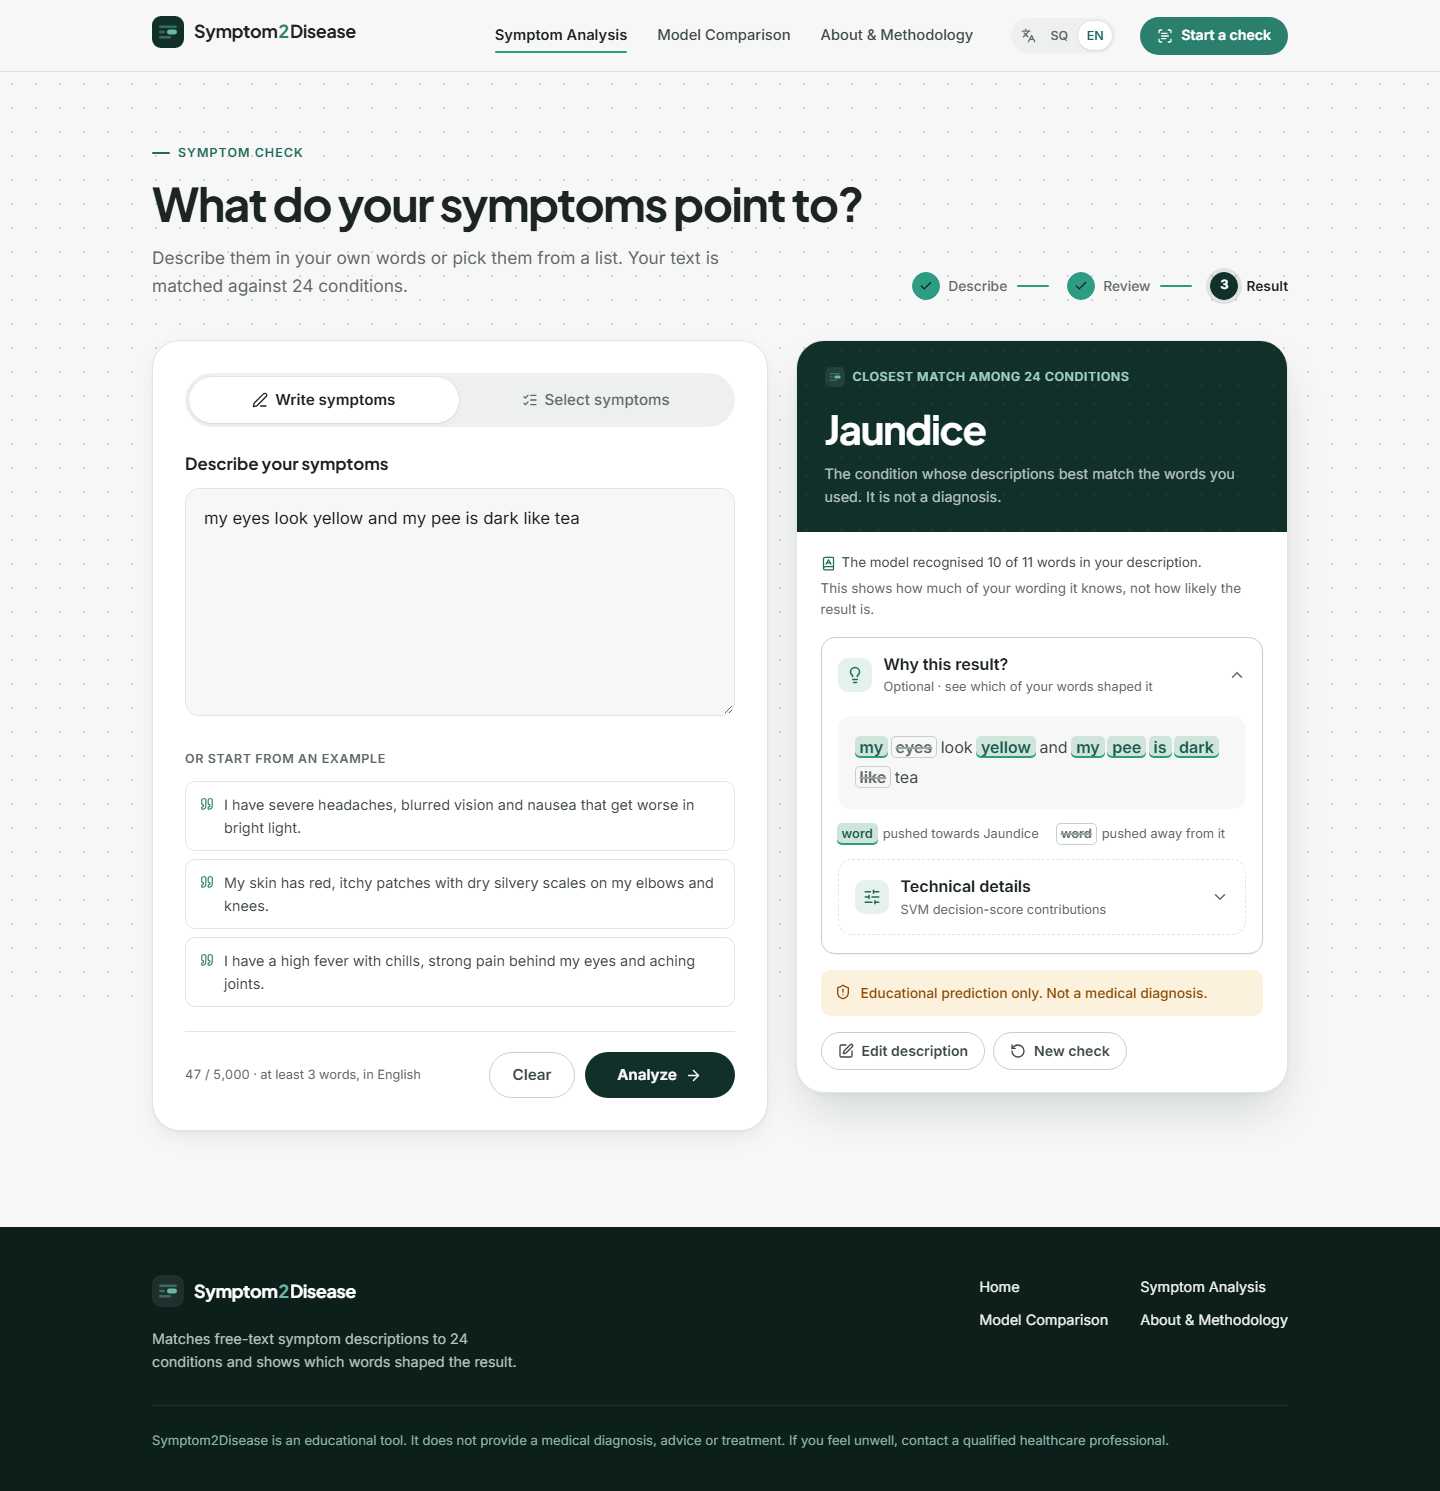 Symptom2Disease
Symptom Analysis
Model Comparison
About & Methodology
SQ
EN
Start a check
SYMPTOM CHECK
What do your symptoms point to?
Describe them in your own words or pick them from a list. Your text is
matched against 24 conditions.
Describe
Review
3
Result
Write symptoms
Select symptoms
Describe your symptoms
my eyes look yellow and my pee is dark like tea
OR START FROM AN EXAMPLE
I have severe headaches, blurred vision and nausea that get worse in
bright light.
My skin has red, itchy patches with dry silvery scales on my elbows and
knees.
I have a high fever with chills, strong pain behind my eyes and aching
joints.
47 / 5,000 · at least 3 words, in English
Clear
Analyze
CLOSEST MATCH AMONG 24 CONDITIONS
Jaundice
The condition whose descriptions best match the words you
used. It is not a diagnosis.
The model recognised 10 of 11 words in your description.
This shows how much of your wording it knows, not how likely the
result is.
Why this result?
Optional · see which of your words shaped it
my eyes look yellow and my pee is dark
like tea
word pushed towards Jaundice
word pushed away from it
Technical details
SVM decision-score contributions
Educational prediction only. Not a medical diagnosis.
Edit description
New check
Symptom2Disease
Matches free-text symptom descriptions to 24
conditions and shows which words shaped the result.
Home
Symptom Analysis
Model Comparison
About & Methodology
Symptom2Disease is an educational tool. It does not provide a medical diagnosis, advice or treatment. If you feel unwell, contact a qualified healthcare professional.